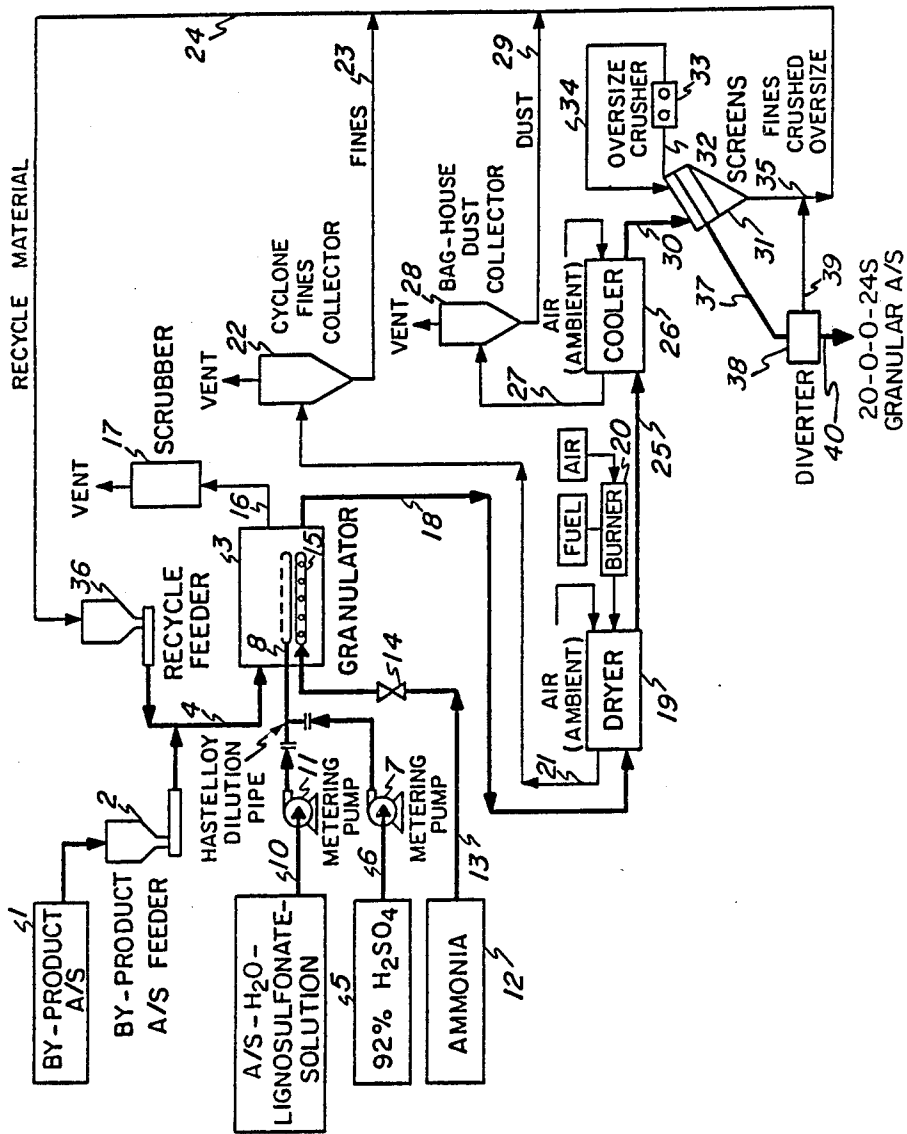 RECYCLE MATERIAL
24
VENT
17
SCRUBBER
16
VENT
22
CYCLONE
FINES
COLLECTOR
FINES
23
36
RECYCLE
FEEDER
4
1
BY-PRODUCT
A/S
2
BY-PRODUCT
A/S FEEDER
HASTELLOY
DILUTION
PIPE
8
3
15
GRANULATOR
18
A/S-H2O-
LIGNOSULFONATE-
SOLUTION
10
11
METERING
PUMP
5
92% H2SO4
6
7
METERING
PUMP
AMMONIA
12
13
14
VENT
28
BAG-HOUSE
DUST
COLLECTOR
DUST
29
27
21
AIR
(AMBIENT)
DRYER
19
FUEL
AIR
BURNER
20
25
AIR
(AMBIENT)
COOLER
26
30
34
OVERSIZE
CRUSHER
33
32
SCREENS
31
FINES
CRUSHED
OVERSIZE
35
37
38
39
DIVERTER
40
20-0-0-24S
GRANULAR A/S